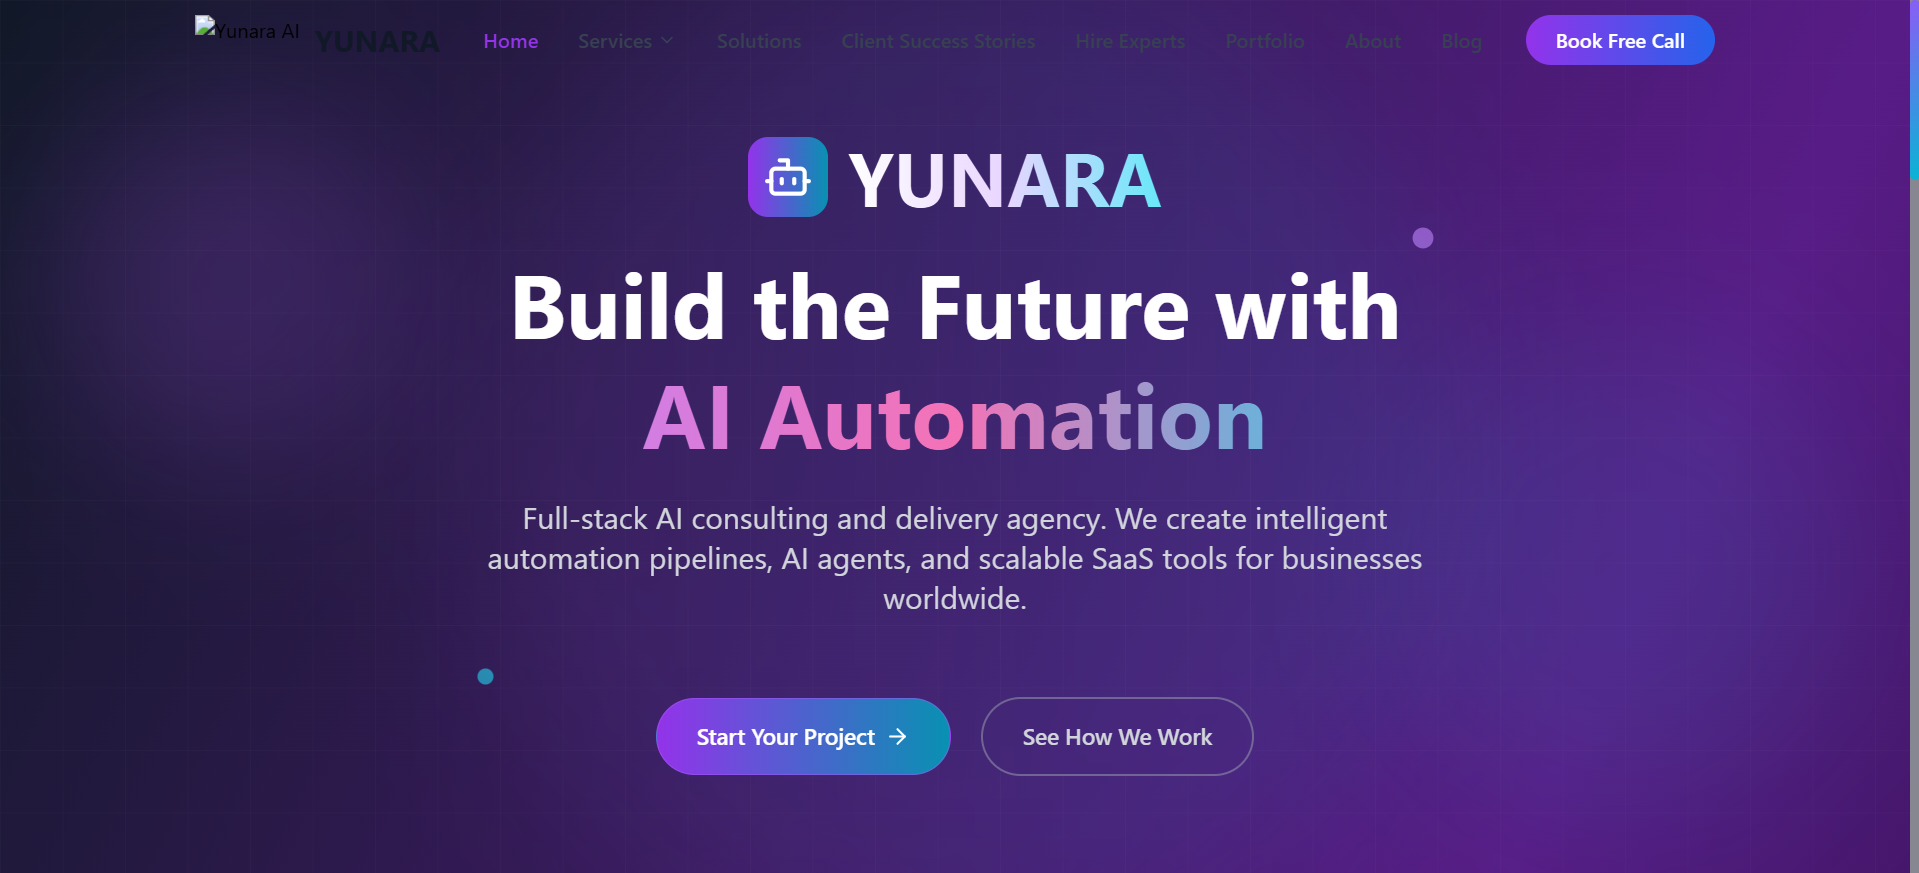 Yunara AI
YUNARA
Home
Services
Solutions
Client Success Stories
Hire Experts
Portfolio
About
Blog
Book Free Call
YUNARA
Build the Future with
AI Automation
Full-stack AI consulting and delivery agency. We create intelligent
automation pipelines, AI agents, and scalable SaaS tools for businesses
worldwide.
Start Your Project
See How We Work